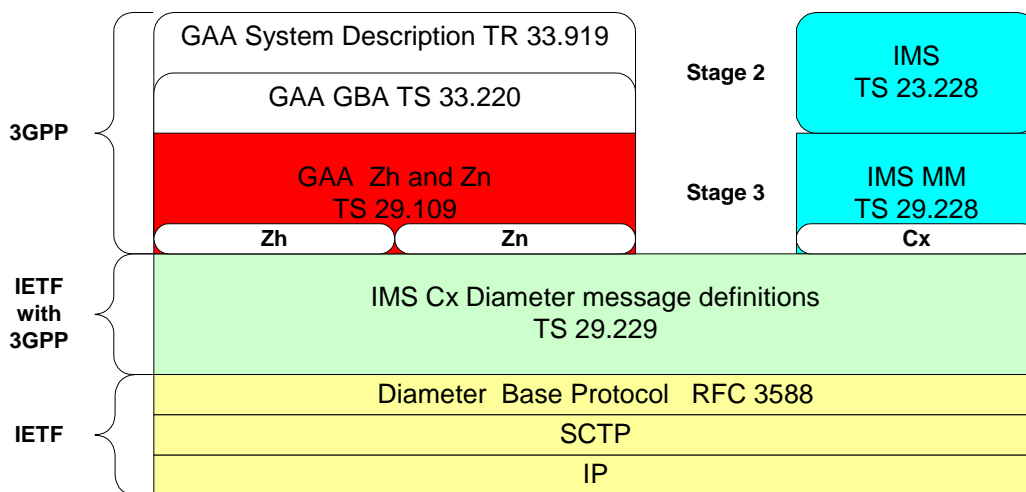 GAA System Description TR 33.919
GAA GBA TS 33.220
Stage 2
IMS
TS 23.228
3GPP
GAA Zh and Zn
TS 29.109
Stage 3
IMS MM
TS 29.228
Zh
Zn
Cx
IETF
with
3GPP
IMS Cx Diameter message definitions
TS 29.229
IETF
Diameter Base Protocol RFC 3588
SCTP
IP